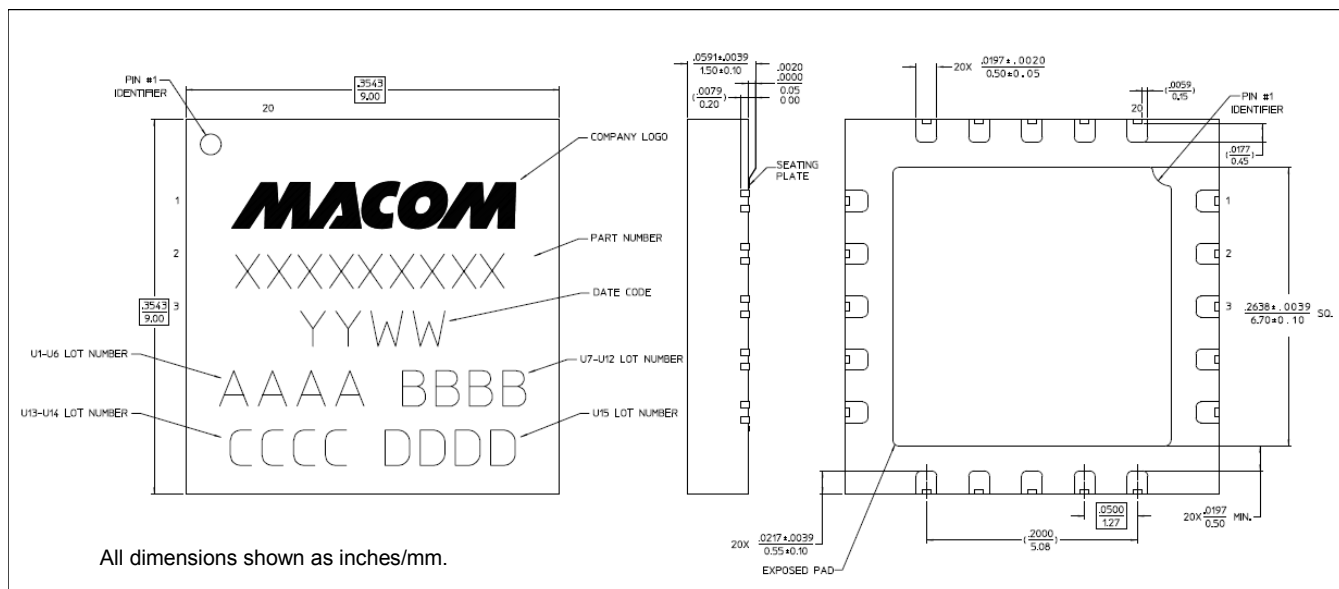 PIN #1
IDENTIFIER
.3543
9.00
20
COMPANY LOGO
MACOM
1
PART NUMBER
2
XXXXXXXXX
DATE CODE
3
.3543
9.00
YYWW
U1-U6 LOT NUMBER
U7-U12 LOT NUMBER
AAAA BBBB
U13-U14 LOT NUMBER
U15 LOT NUMBER
CCCC DDDD
All dimensions shown as inches/mm.
.0591±.0039
1.50±0.10
.0020
.0000
0.05
0.00
(.0079
0.20)
SEATING
PLATE
20X .0197±.0020
0.50±0.05
(.0059
0.15)
20
PIN #1
IDENTIFIER
(.0177
0.45)
1
2
3
.2638±.0039
6.70±0.10 SQ.
20X .0217±.0039
0.55±0.10
EXPOSED PAD
.0500
1.27
(.2000
5.08)
20X .0197
0.50 MIN.